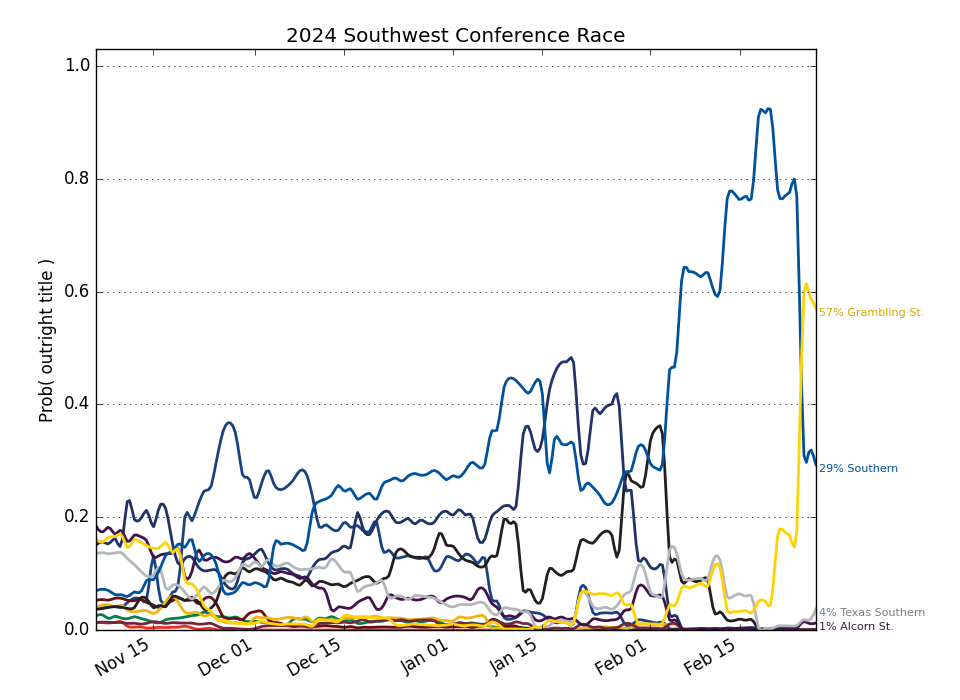 2024 Southwest Conference Race
Prob( outright title )
1.0
0.8
0.6
0.4
0.2
0.0
57% Grambling St.
29% Southern
4% Texas Southern
1% Alcorn St.
Nov 15
Dec 01
Dec 15
Jan 01
Jan 15
Feb 01
Feb 15